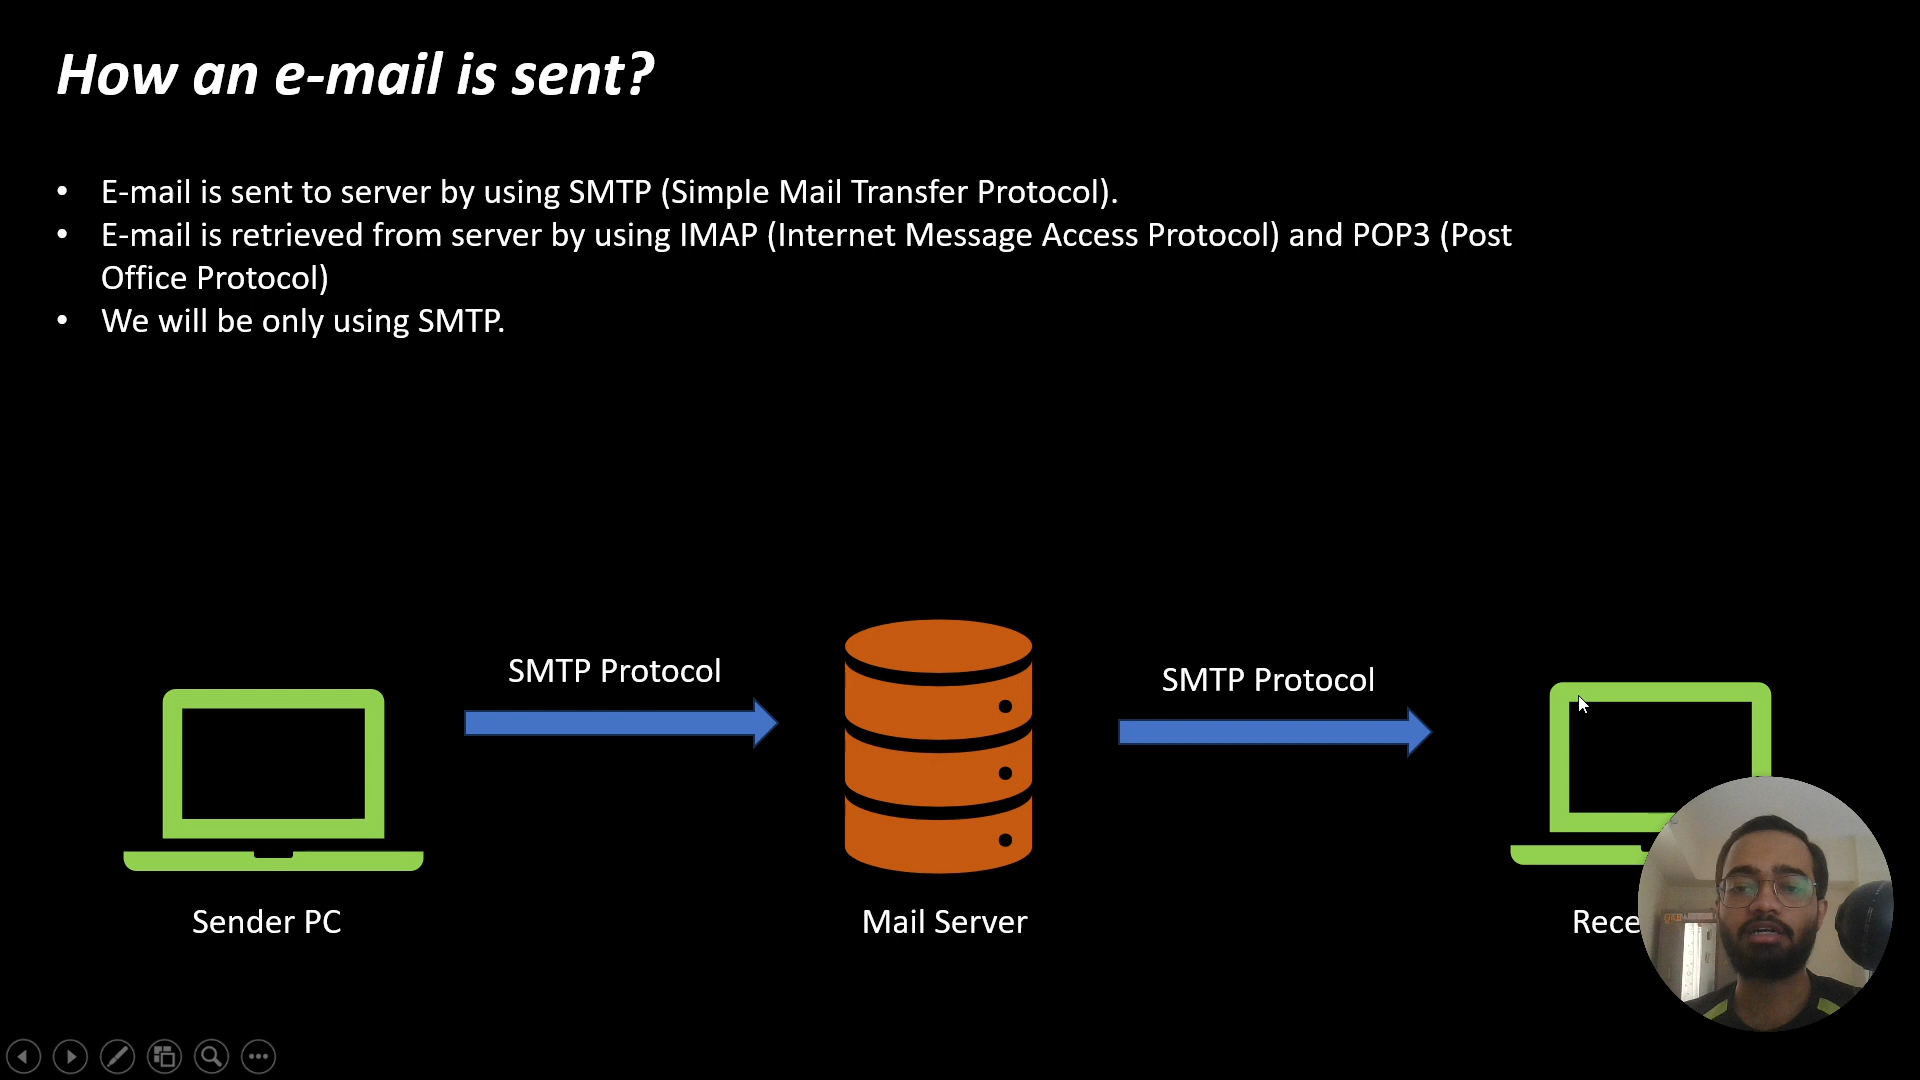 How an e-mail is sent?
• E-mail is sent to server by using SMTP (Simple Mail Transfer Protocol).
• E-mail is retrieved from server by using IMAP (Internet Message Access Protocol) and POP3 (Post
Office Protocol)
• We will be only using SMTP.
SMTP Protocol
SMTP Protocol
Sender PC
Mail Server